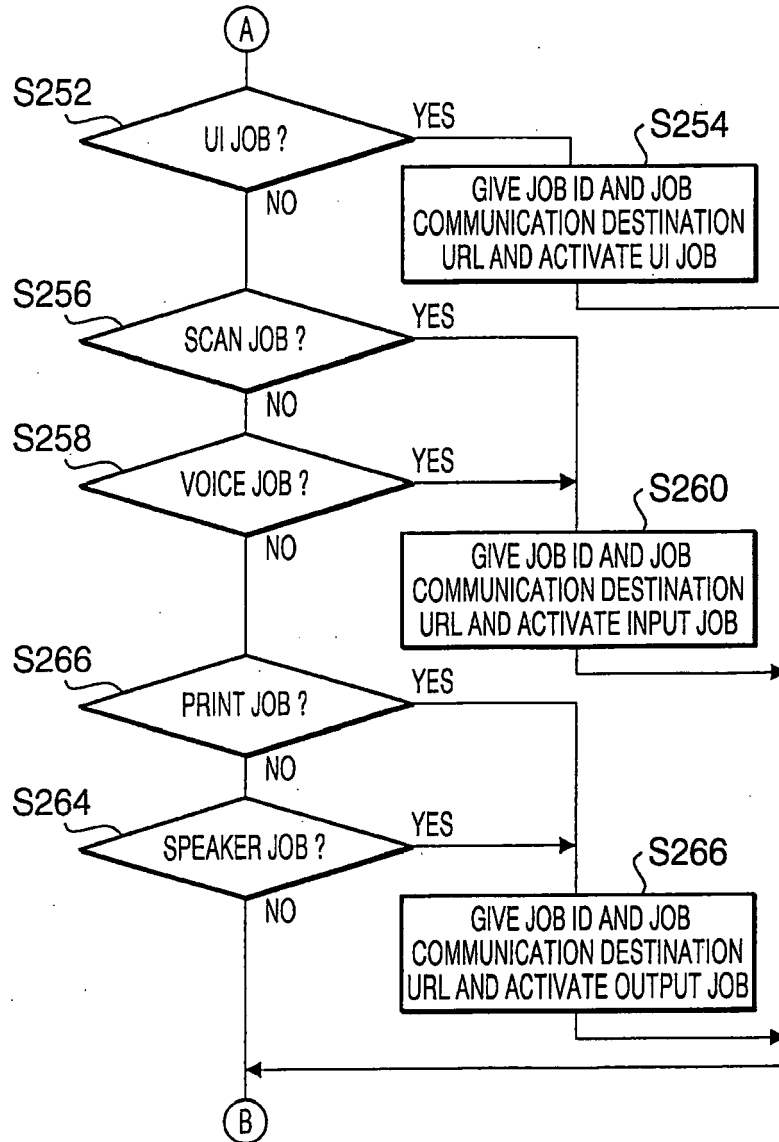 A
S252
UI JOB ?
YES
NO
S254
GIVE JOB ID AND JOB
COMMUNICATION DESTINATION
URL AND ACTIVATE UI JOB
S256
SCAN JOB ?
YES
NO
S258
VOICE JOB ?
YES
NO
S260
GIVE JOB ID AND JOB
COMMUNICATION DESTINATION
URL AND ACTIVATE INPUT JOB
S266
PRINT JOB ?
YES
NO
S264
SPEAKER JOB ?
YES
NO
S266
GIVE JOB ID AND JOB
COMMUNICATION DESTINATION
URL AND ACTIVATE OUTPUT JOB
B